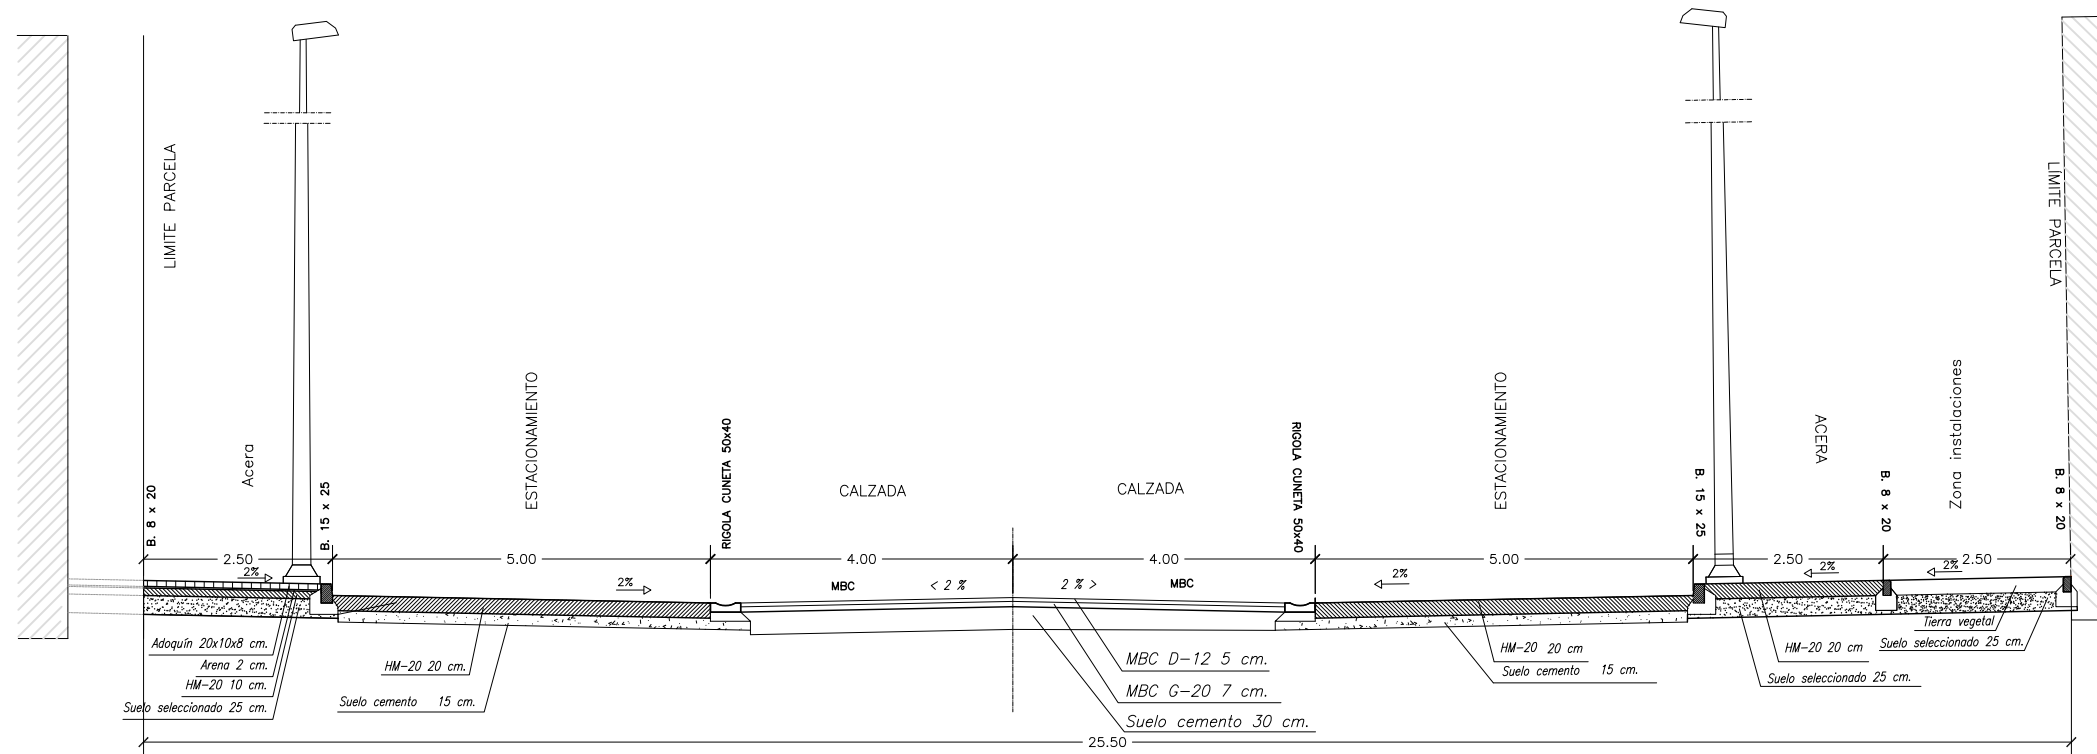 LIMITE PARCELA
LÍMITE PARCELA
B. 8 x 20
Acera
B. 15 x 25
ESTACIONAMIENTO
RIGOLA CUNETA 50x40
CALZADA
CALZADA
RIGOLA CUNETA 50x40
ESTACIONAMIENTO
B. 15 x 25
ACERA
B. 8 x 20
Zona instalaciones
B. 8 x 20
2.50
5.00
4.00
4.00
5.00
2.50
2.50
2%
2%
MBC
< 2 %
2 % >
MBC
2%
2%
2%
Adoquín 20x10x8 cm.
Arena 2 cm.
HM-20 10 cm.
Suelo seleccionado 25 cm.
HM-20 20 cm.
Suelo cemento 15 cm.
MBC D-12 5 cm.
MBC G-20 7 cm.
Suelo cemento 30 cm.
HM-20 20 cm
Suelo cemento 15 cm.
HM-20 20 cm
Suelo seleccionado 25 cm.
Tierra vegetal
Suelo seleccionado 25 cm.
25.50